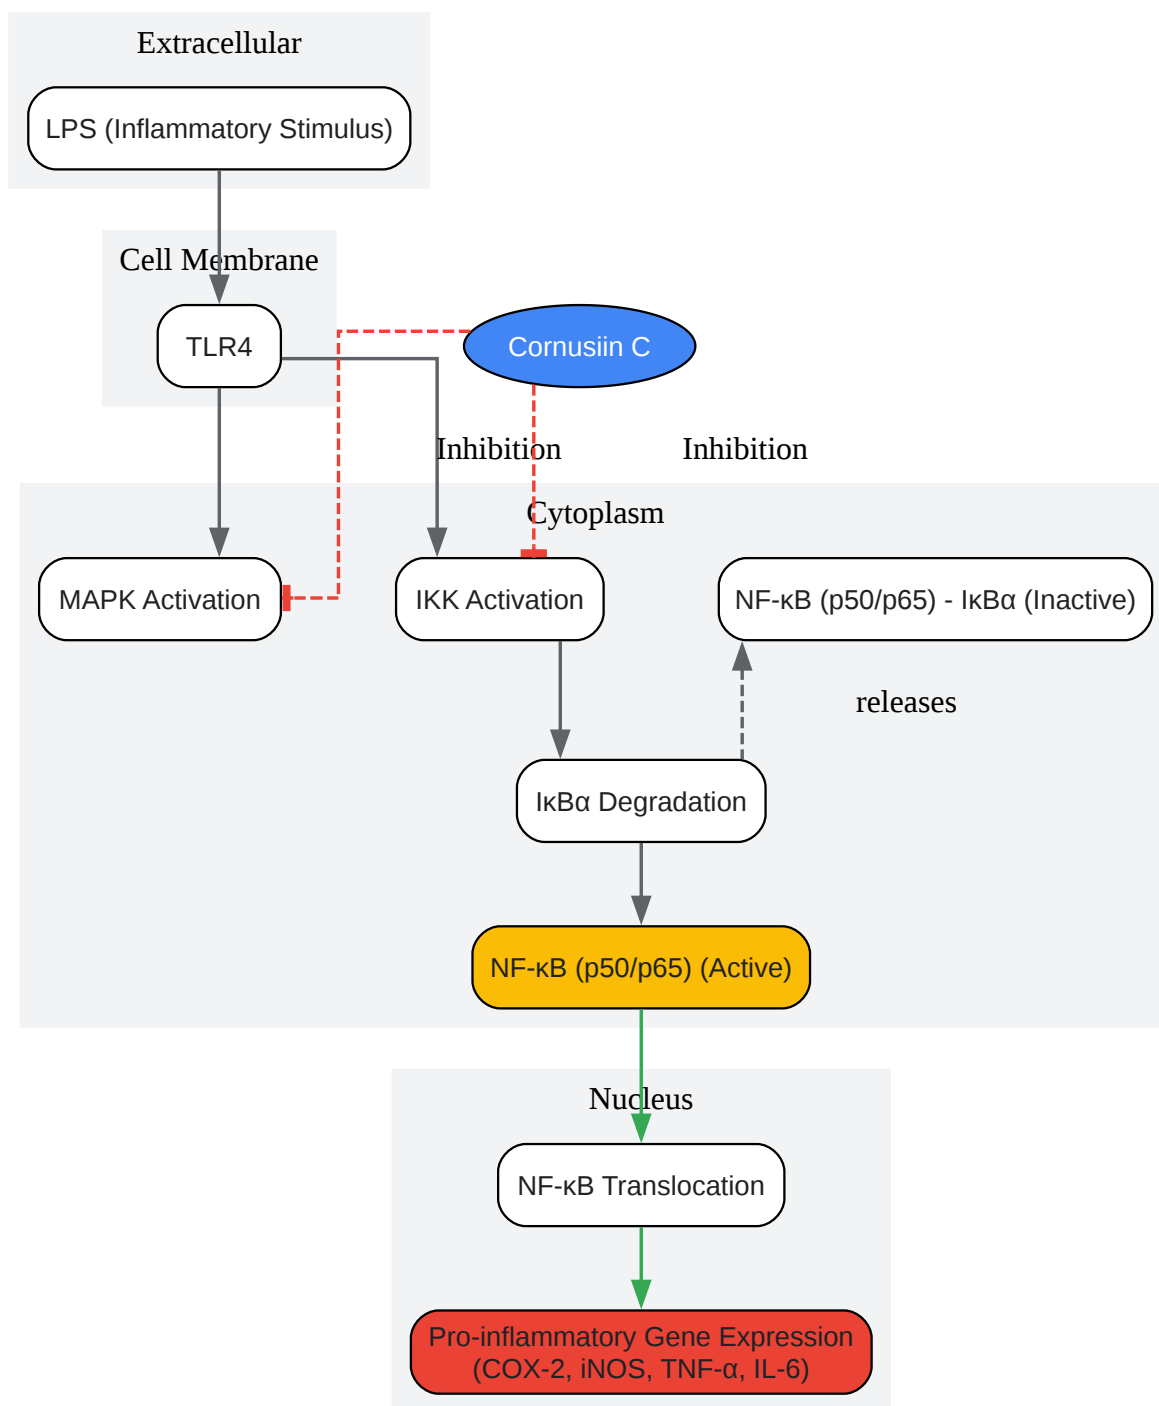 Extracellular
LPS (Inflammatory Stimulus)
Cell Membrane
TLR4
Cornusiin C
Inhibition
Inhibition
Cytoplasm
MAPK Activation
IKK Activation
NF-κB (p50/p65) - IκBα (Inactive)
releases
IκBα Degradation
NF-κB (p50/p65) (Active)
Nucleus
NF-κB Translocation
Pro-inflammatory Gene Expression
(COX-2, iNOS, TNF-α, IL-6)